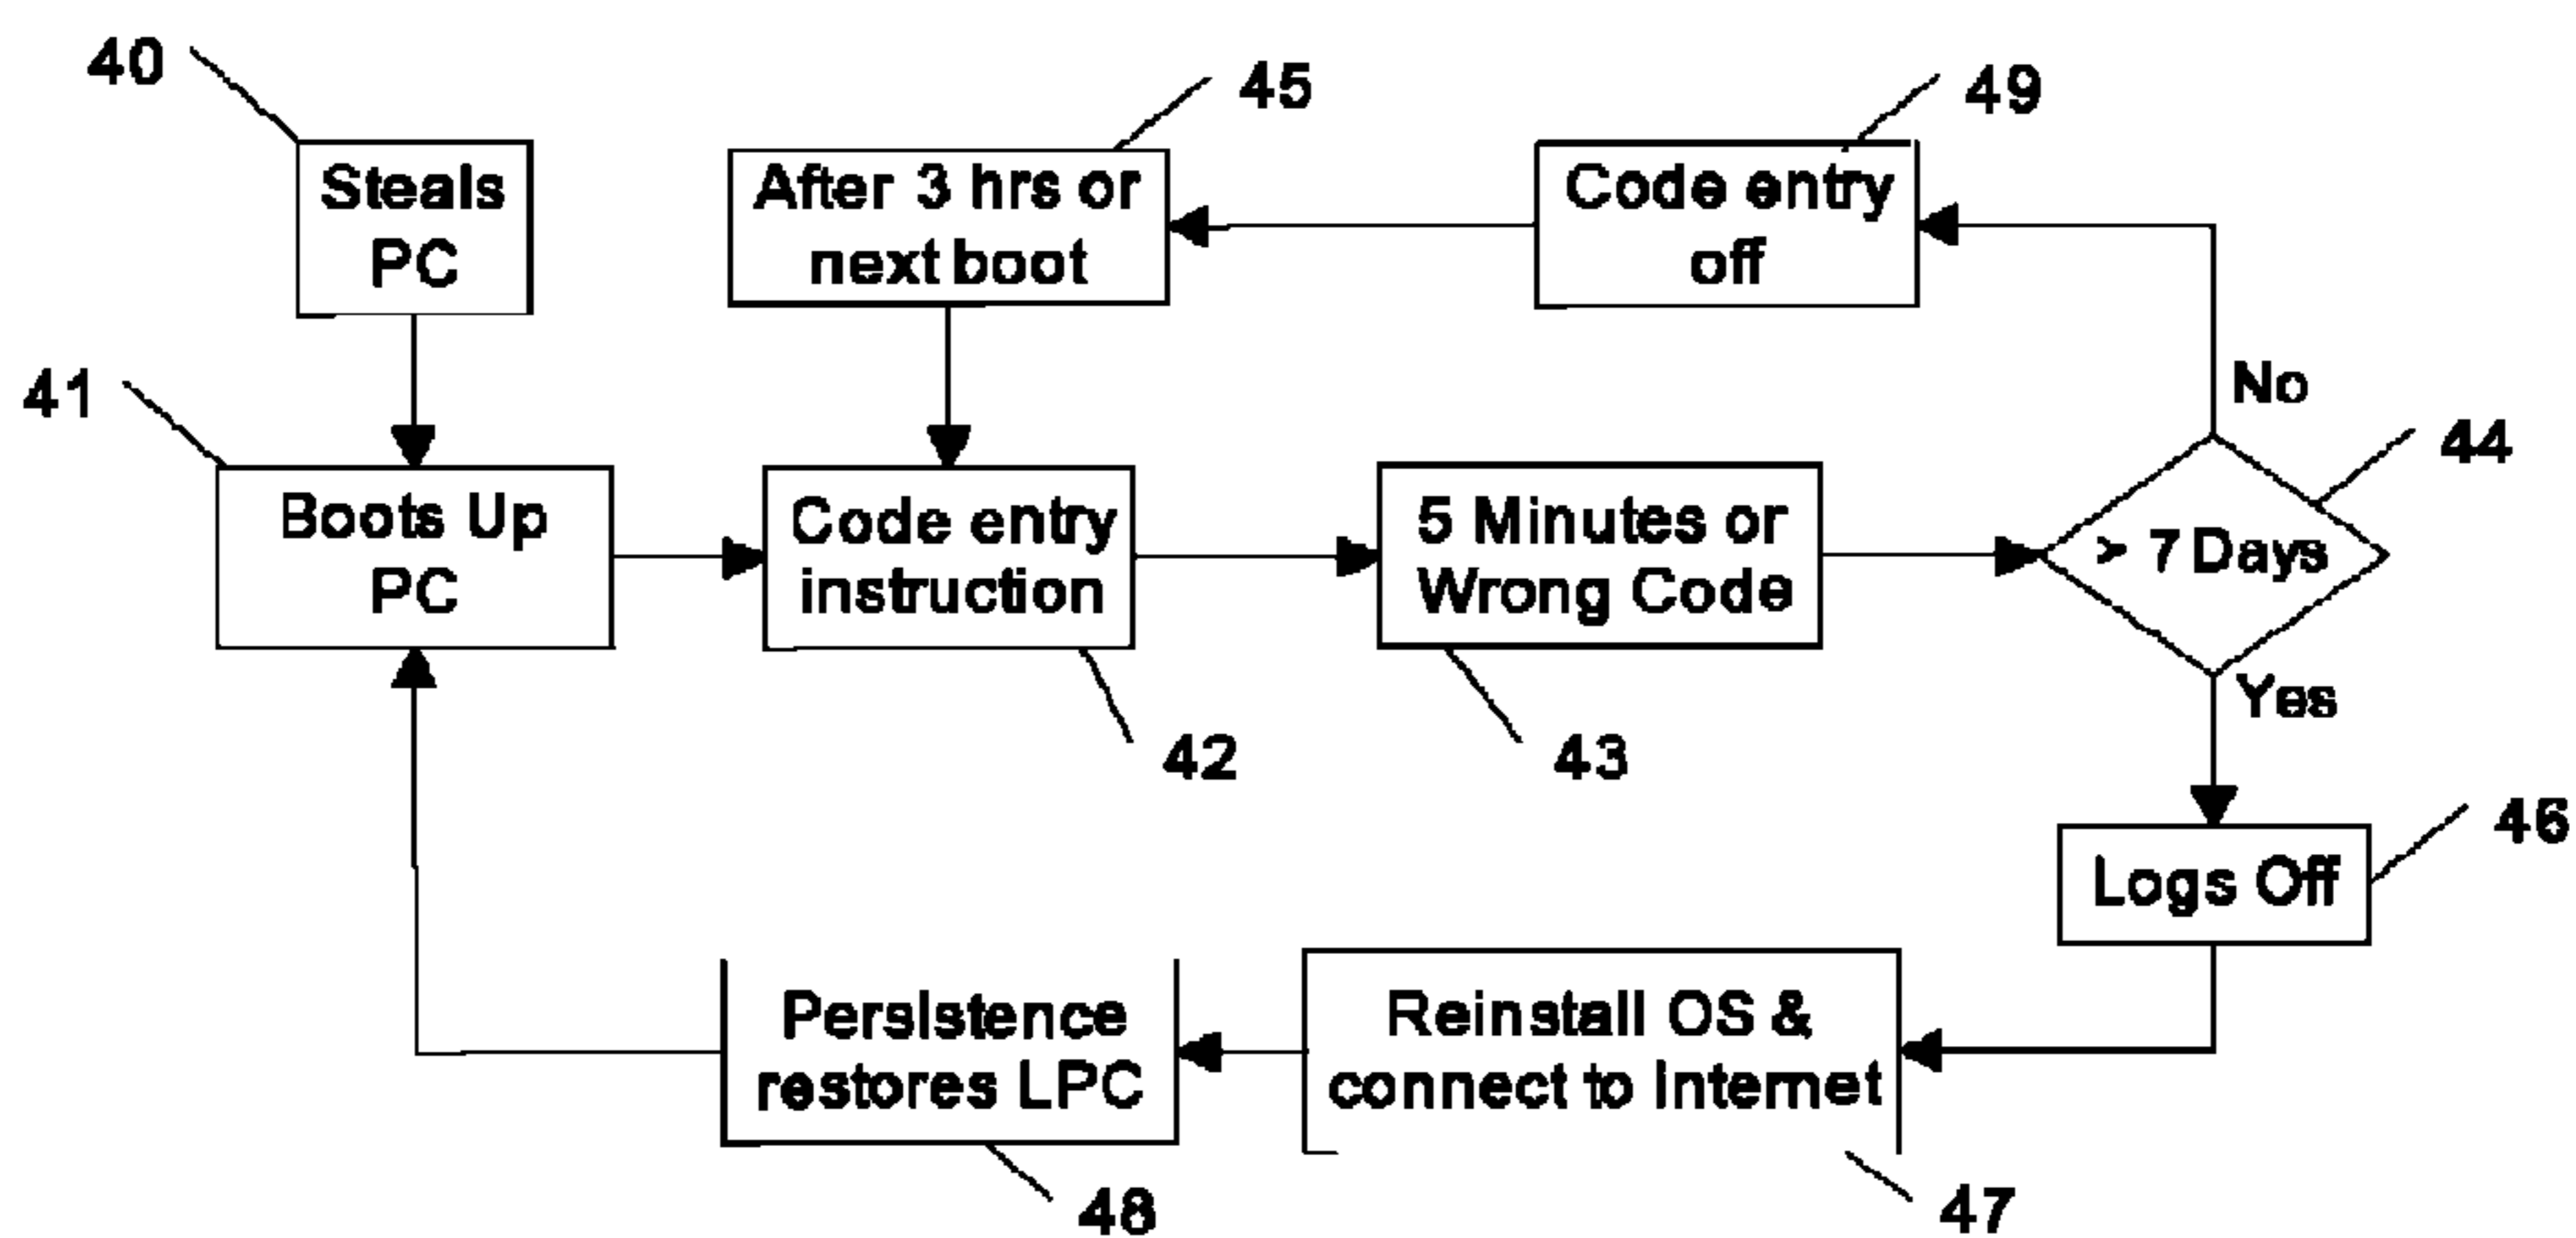 40
45
49
Steals
PC
After 3 hrs or
next boot
Code entry
off
41
No
44
Boots Up
PC
Code entry
instruction
5 Minutes or
Wrong Code
> 7 Days
Yes
42
43
46
Logs Off
Persistence
restores LPC
Reinstall OS &
connect to Internet
48
47